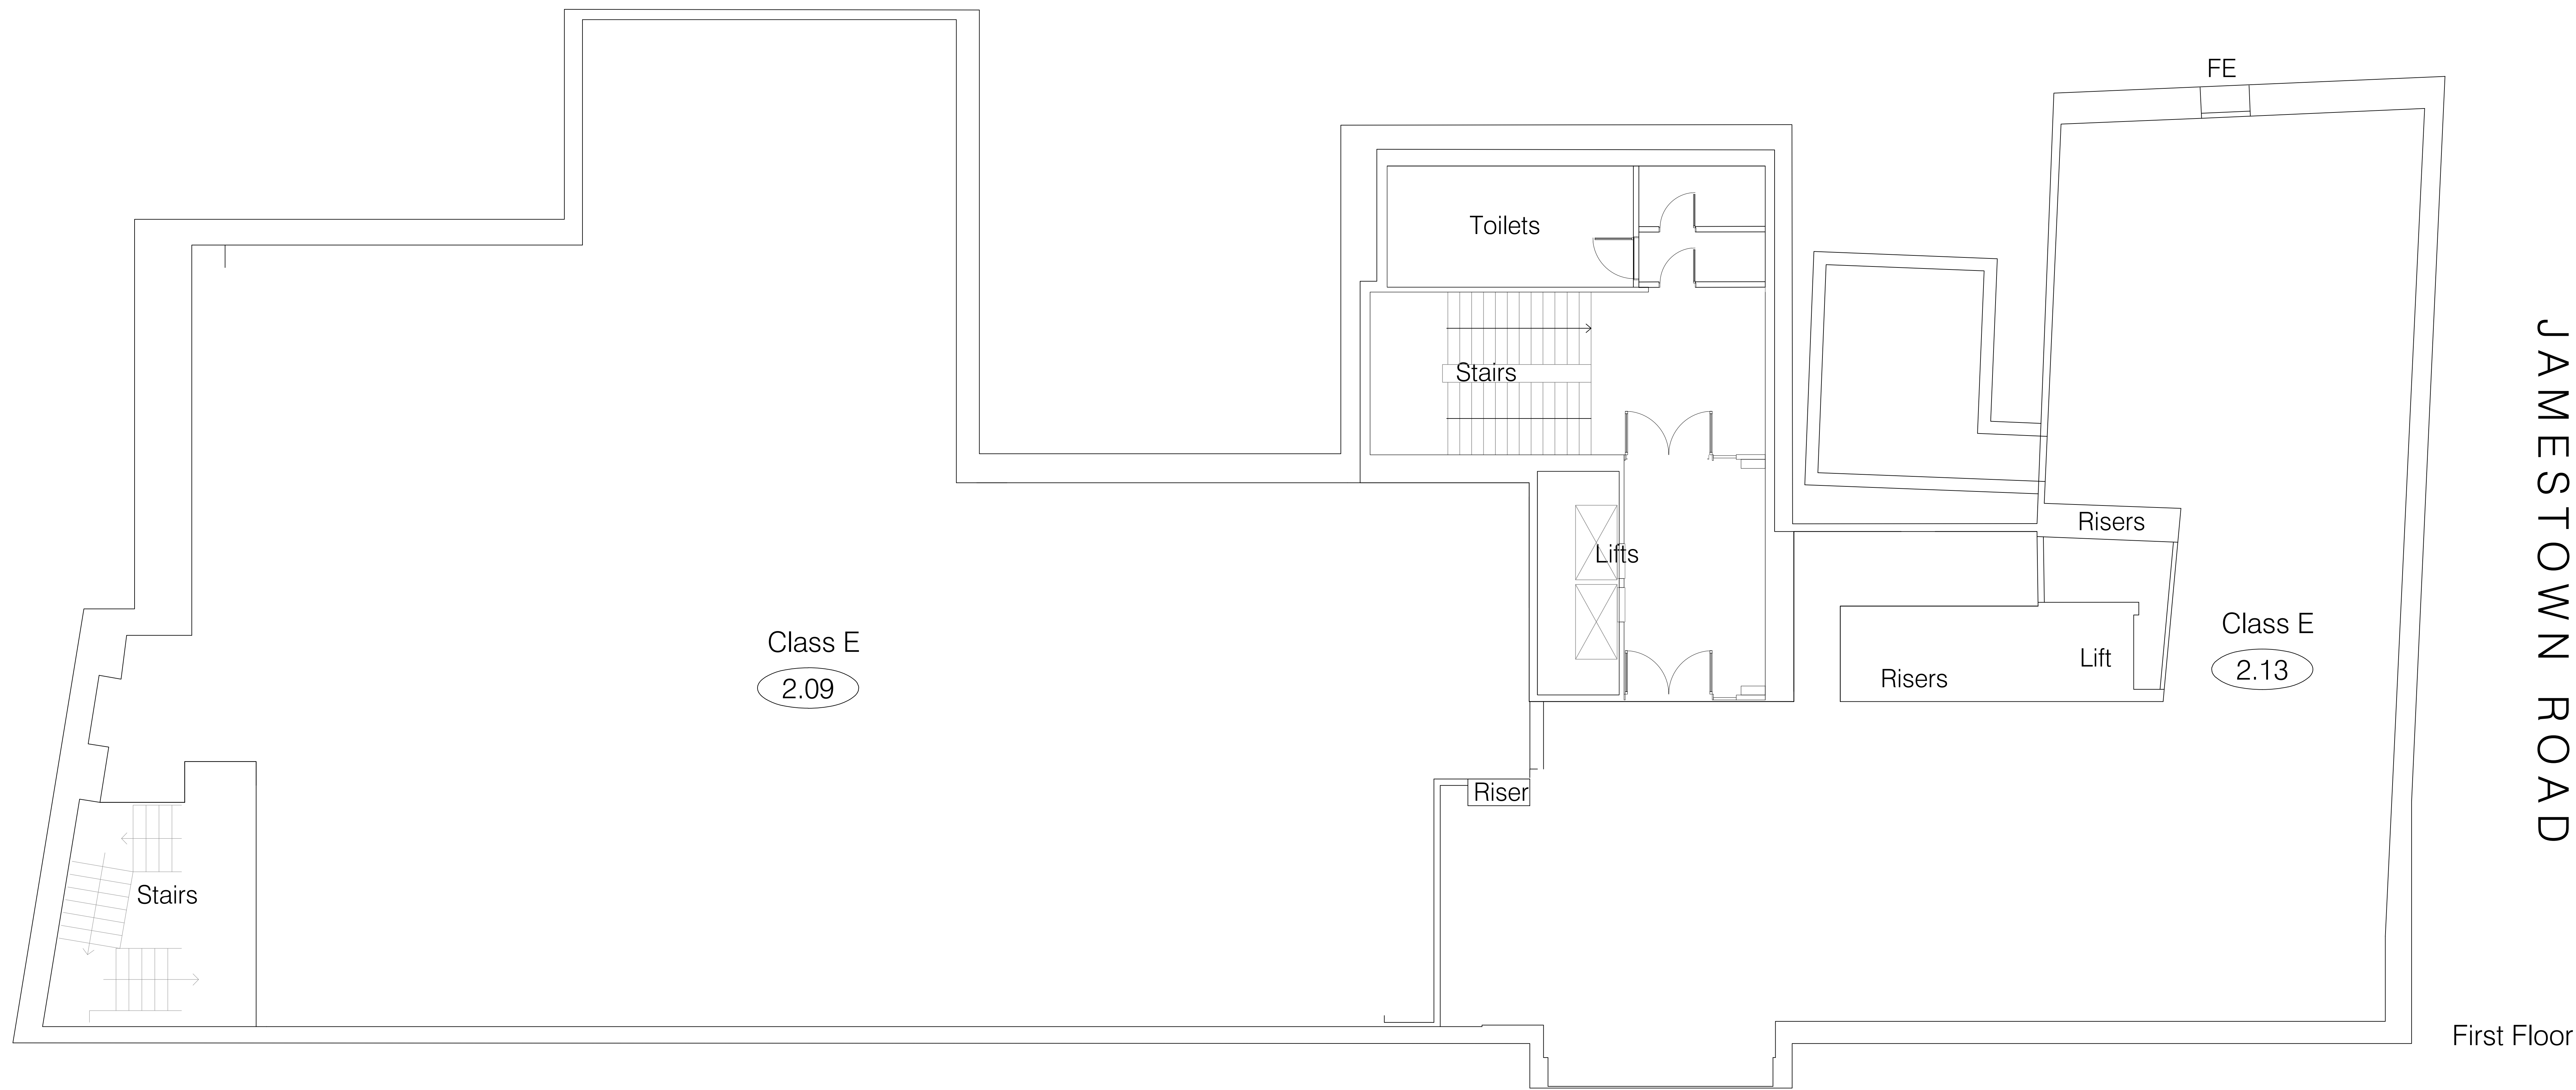 FE
Toilets
Stairs
Risers
Lifts
Class E
2.13
Class E
2.09
Lift
Risers
Riser
Stairs
JAMESTOWN ROAD
First Floor